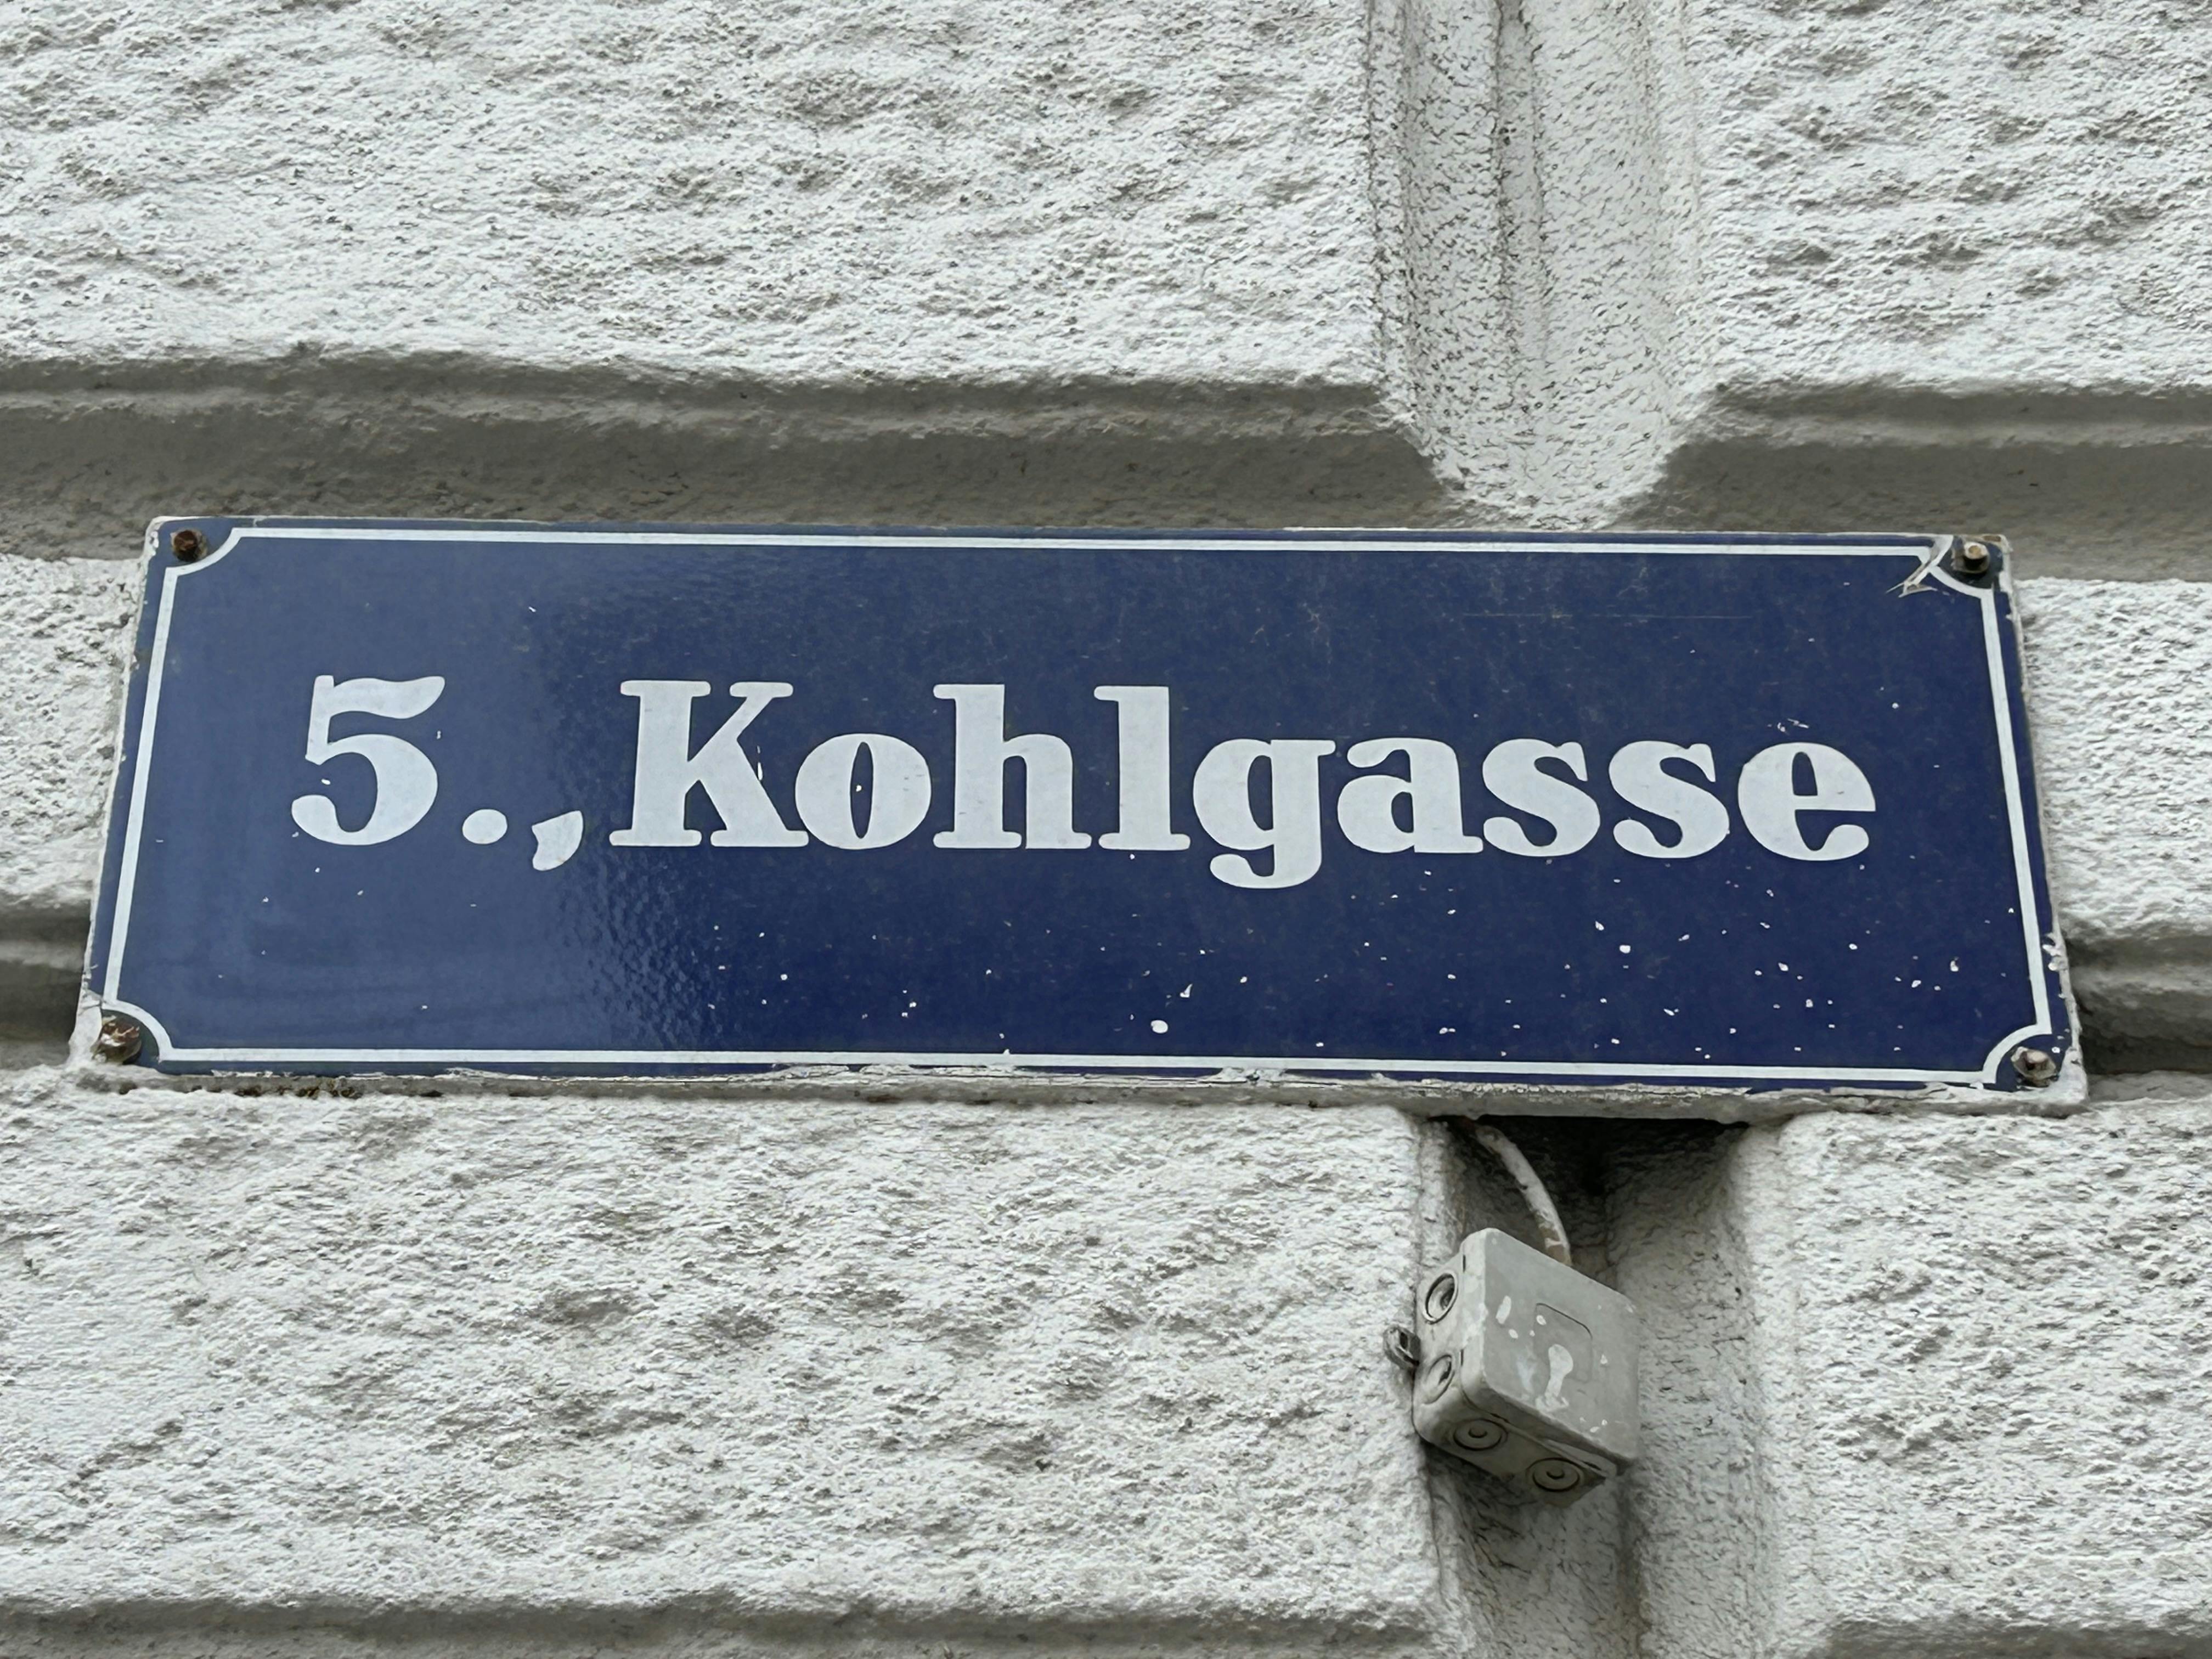 5., Kohlgasse